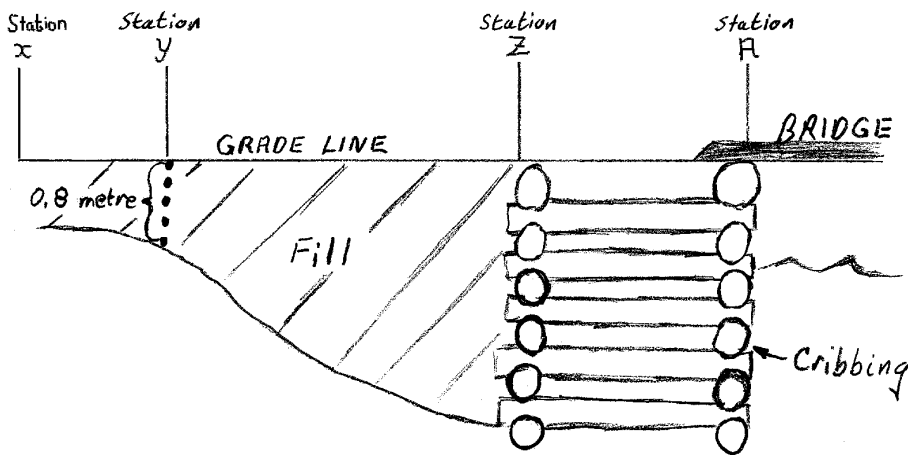 Station
x
Station
y
Station
Z
Station
A
BRIDGE
GRADE LINE
0,8 metre
Fill
Cribbing